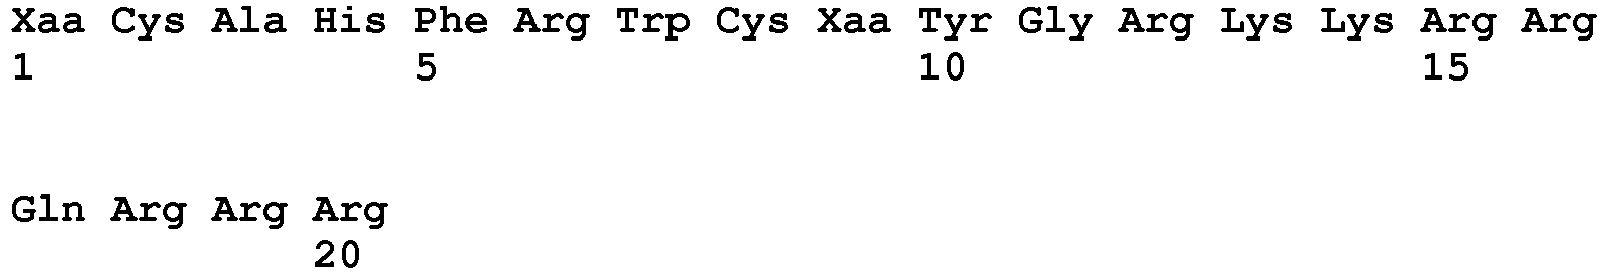 Xaa Cys Ala His Phe Arg Trp Cys Xaa Tyr Gly Arg Lys Lys Arg Arg
1 5 10 15
Gln Arg Arg Arg
20